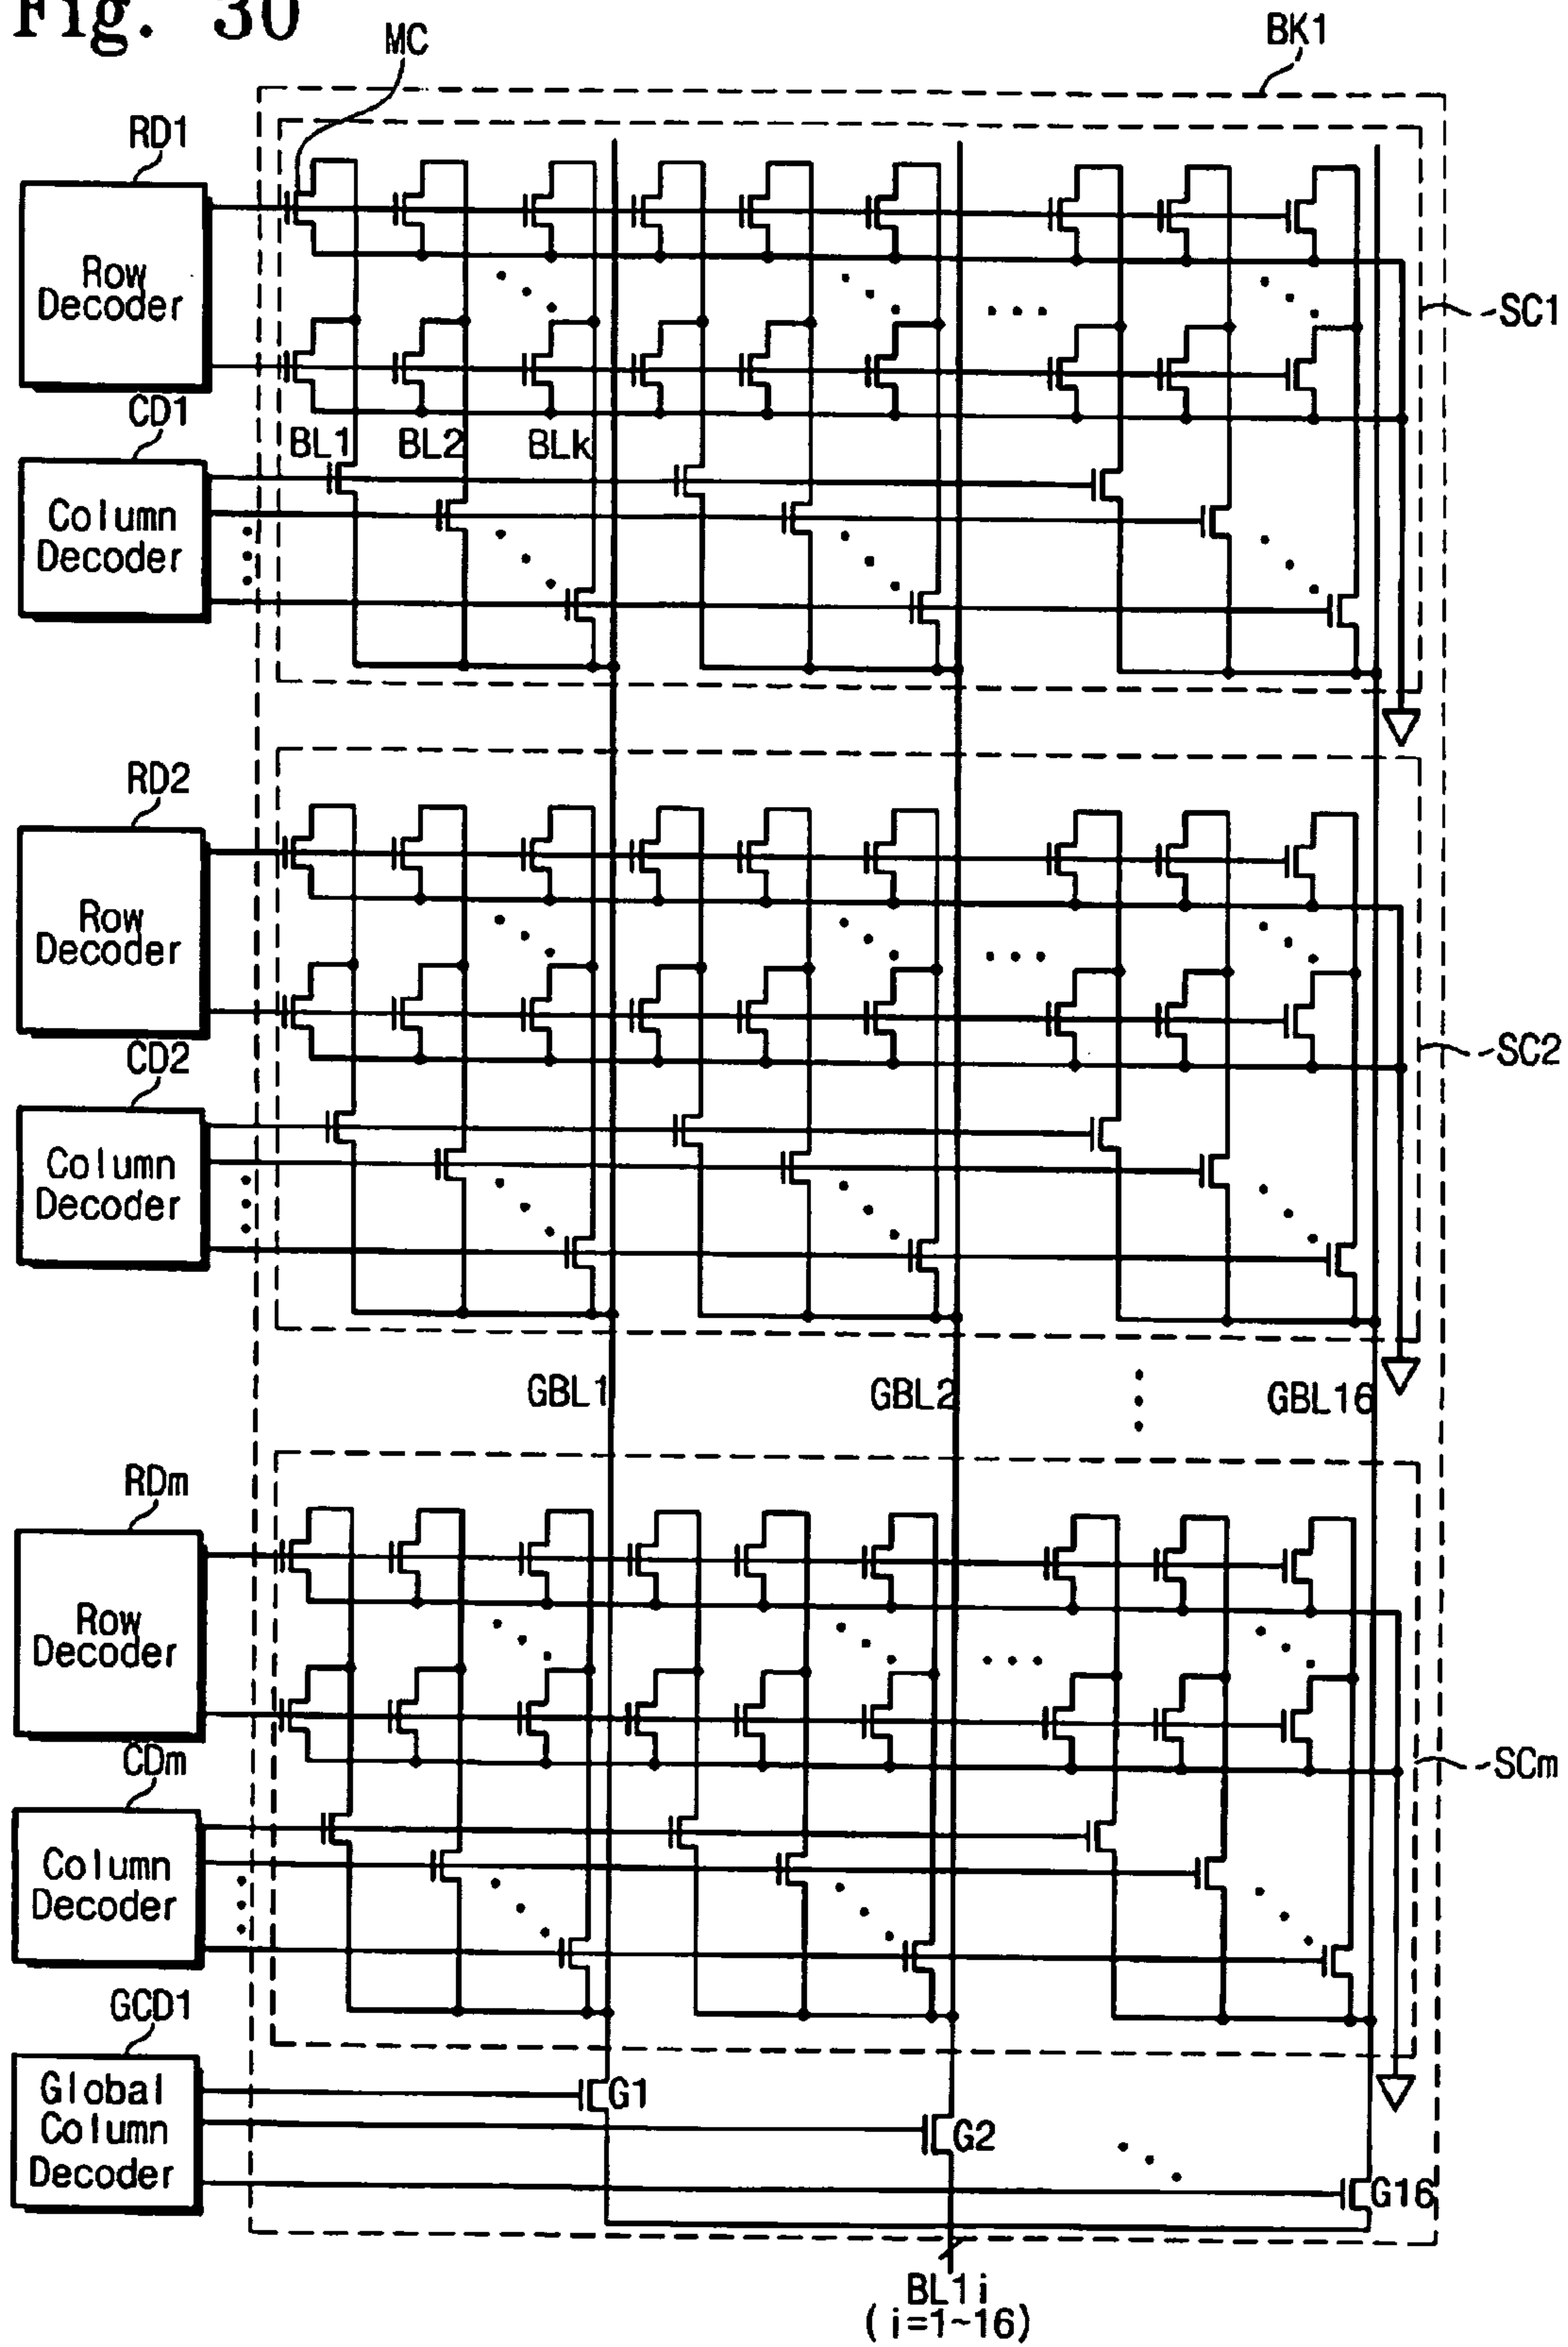 Fig. 30
MC
BK1
RD1
Row
Decoder
SC1
CD1
BL1 BL2 BLk
Column
Decoder
RD2
Row
Decoder
SC2
CD2
Column
Decoder
GBL1 GBL2 GBL16
RDm
Row
Decoder
CDm
SCm
Column
Decoder
GCD1
Global
Column
Decoder
G1
G2
G16
BL1i
(i=1~16)